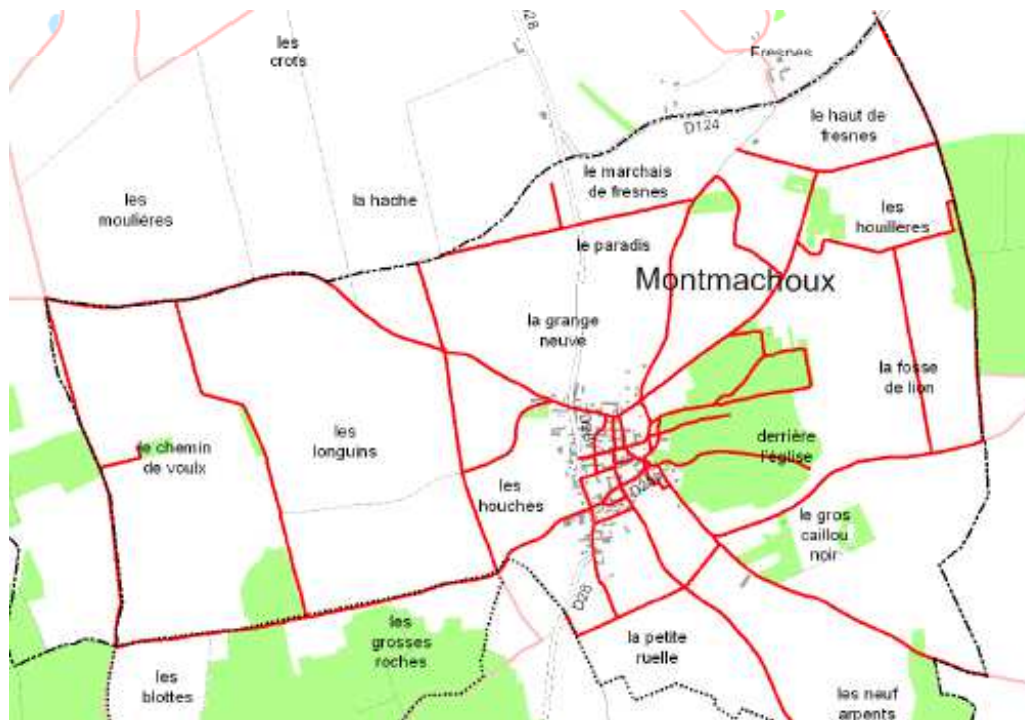 les
crots
28
Fresnes
D124
le haut de
fresnes
le marchais
de fresnes
les
moulières
la hache
les
houilleres
le paradis
Montmachoux
la grange
neuve
la fosse
de lion
les
longuins
derrière
l'église
le chemin
de voulx
les
houches
le gros
caillou
noir
D28
les
grosses
roches
la petite
ruelle
les
blottes
les neuf
arpents